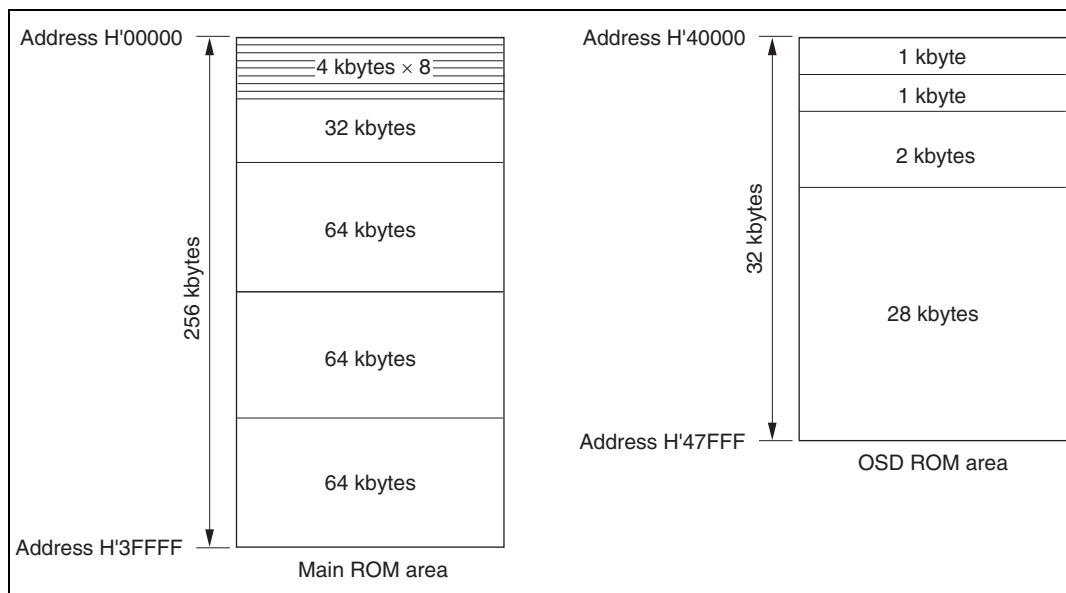 Address H'00000
4 kbytes × 8
32 kbytes
64 kbytes
64 kbytes
64 kbytes
256 kbytes
Address H'3FFFF
Main ROM area
Address H'40000
1 kbyte
1 kbyte
2 kbytes
28 kbytes
32 kbytes
Address H'47FFF
OSD ROM area